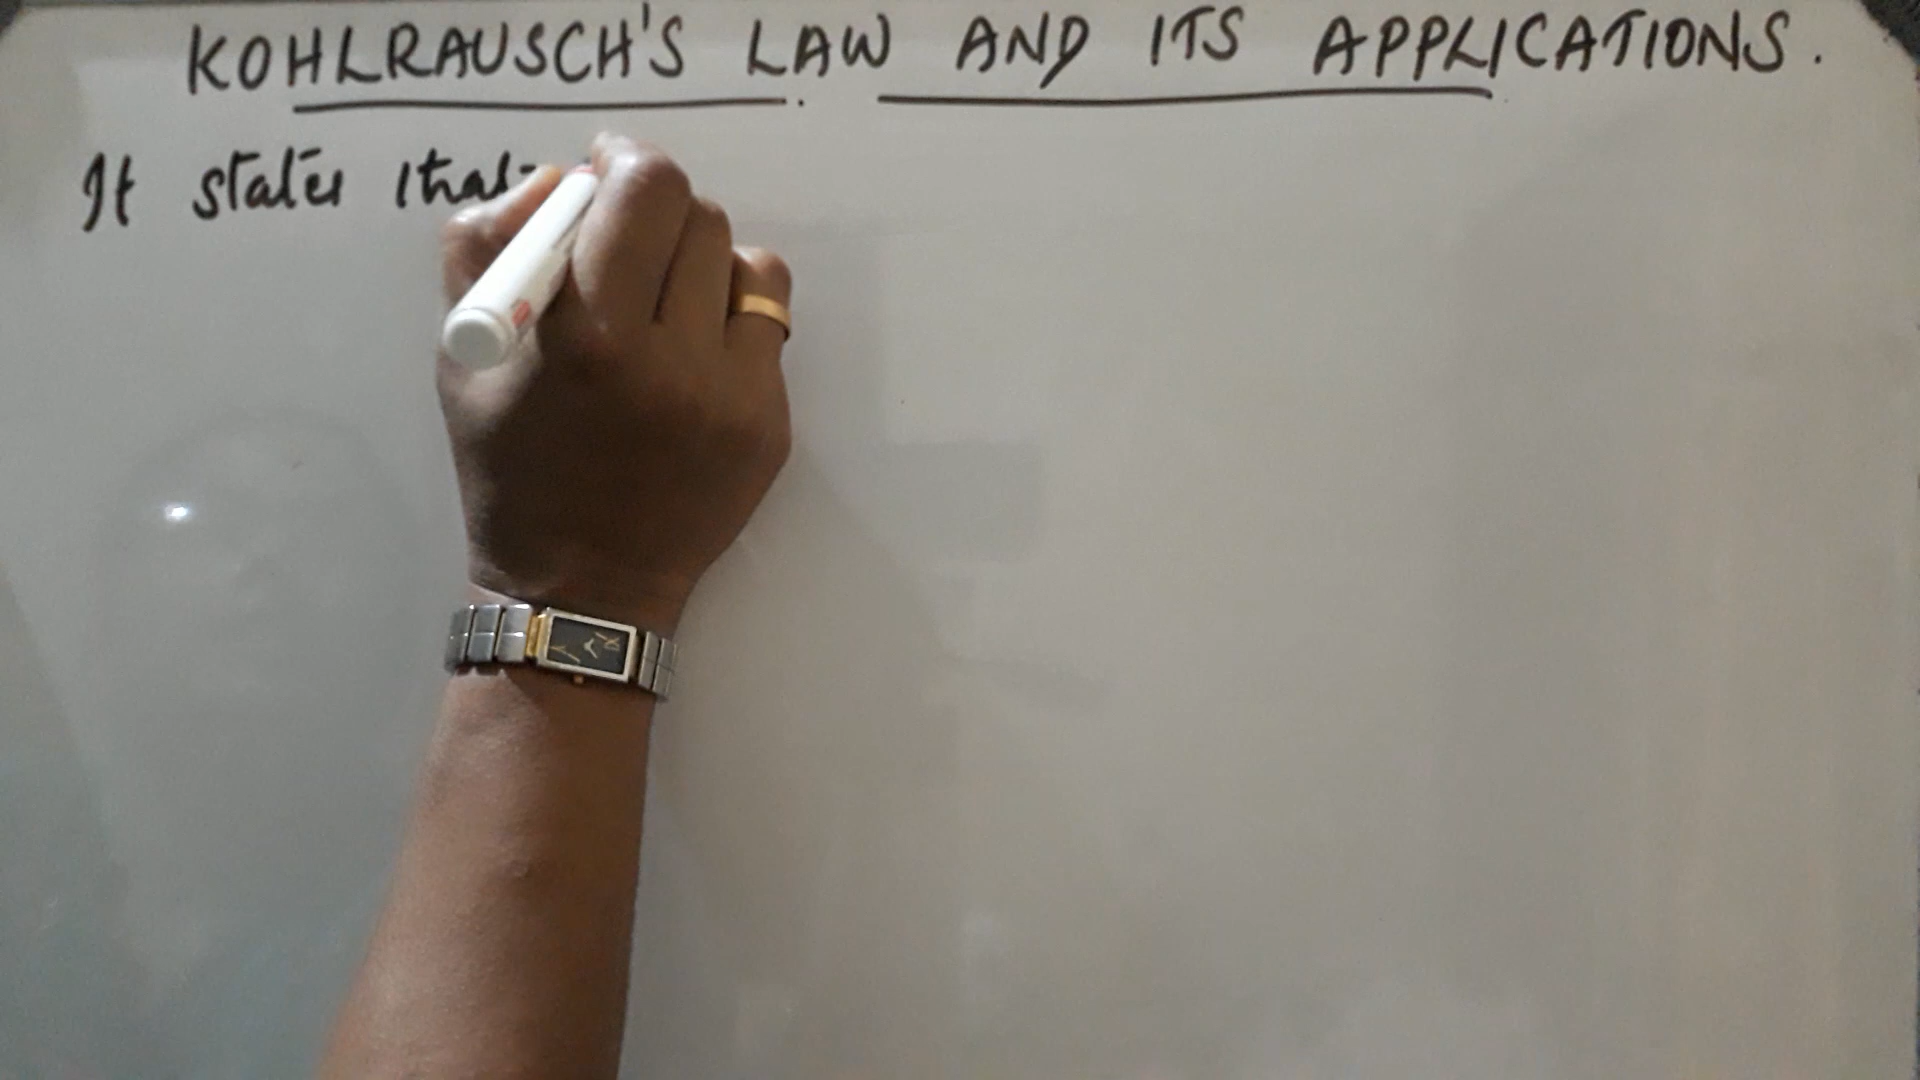 KOHLRAUSCH'S LAW AND ITS APPLICATIONS.
It states that